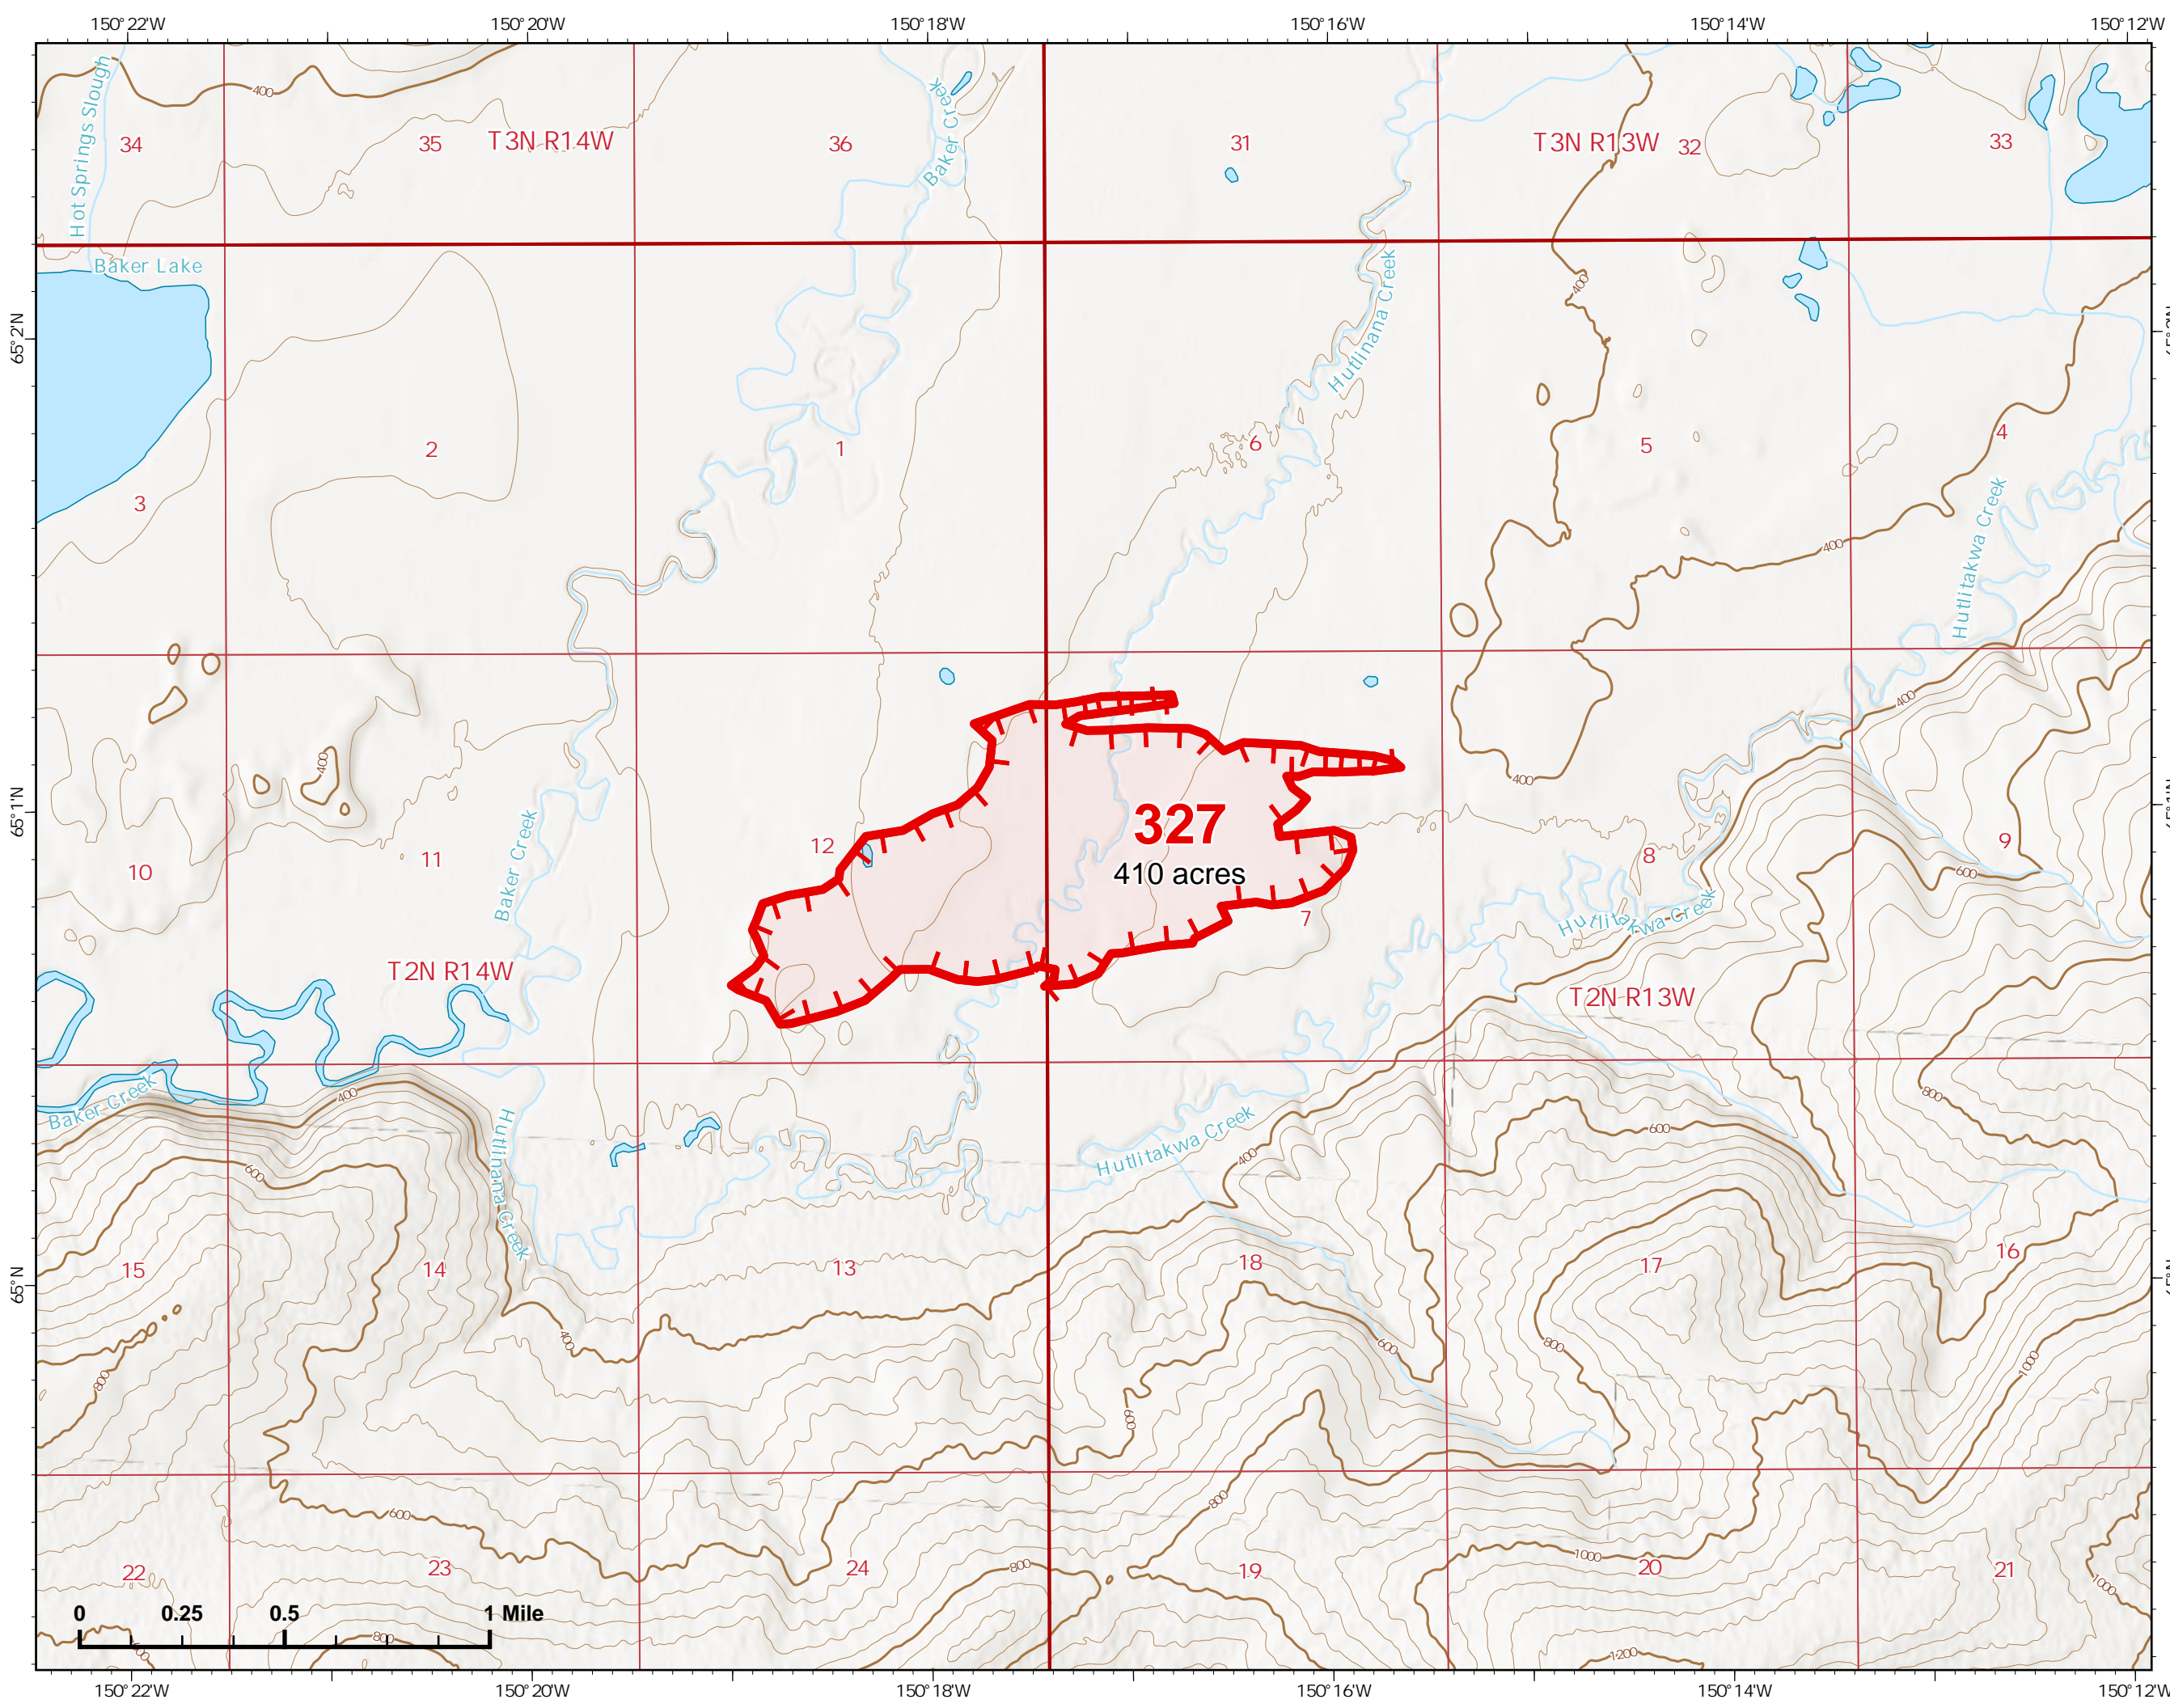 150°22'W 150°20'W 150°18'W 150°16'W 150°14'W 150°12'W
400
Hot Springs Slough
Baker Creek
34 35 T3N R14W 36 31 T3N R13W 32 33
Baker Lake
400
Hutlinana Creek
65°2'N
2 1 6 5 4
3
Hutlitakwa Creek
400
400
400
400
65°1'N
327
410 acres
Baker Creek
10 11 12 7 8 9
600
Hutlitakwa Creek
T2N R14W T2N R13W
Baker Creek
400
800
Hutlinana Creek
Hutlitakwa Creek
400
600
600
65°N
15 14 13 18 17 16
400
600
800
800
1000
600
800
600
22 23 24 19 20 21
800
1000
1000
0 0.25 0.5 1 Mile
600
800
1200
150°22'W 150°20'W 150°18'W 150°16'W 150°14'W 150°12'W